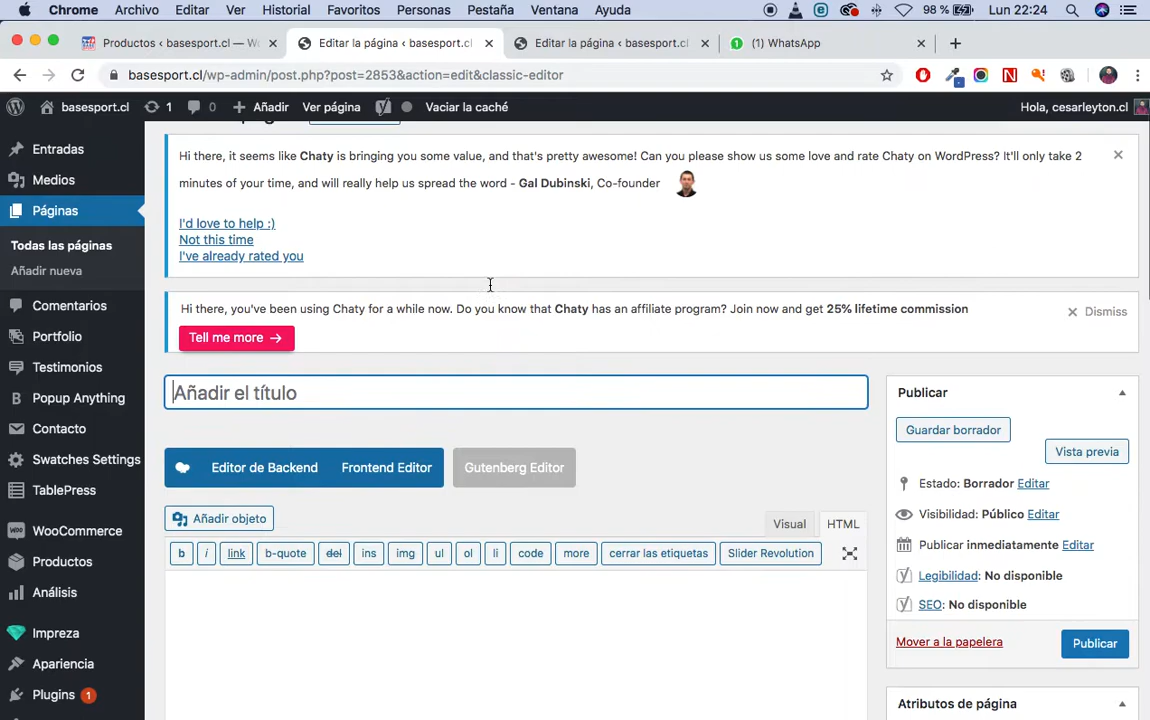 Chrome Archivo Editar Ver Historial Favoritos Personas Pestaña Ventana Ayuda 98 % Lun 22:24
Productos ‹ basesport.cl — W
Editar la página ‹ basesport.cl
Editar la página ‹ basesport.cl
(1) WhatsApp
basesport.cl/wp-admin/post.php?post=2853&action=edit&classic-editor
basesport.cl 1 0 Añadir Ver página Vaciar la caché Hola, cesarleyton.cl
Entradas
Medios
Páginas
Todas las páginas
Añadir nueva
Comentarios
Portfolio
Testimonios
Popup Anything
Contacto
Swatches Settings
TablePress
WooCommerce
Productos
Análisis
Impreza
Apariencia
Plugins 1
Hi there, it seems like Chaty is bringing you some value, and that's pretty awesome! Can you please show us some love and rate Chaty on WordPress? It'll only take 2
minutes of your time, and will really help us spread the word - Gal Dubinski, Co-founder
I'd love to help :)
Not this time
I've already rated you
Hi there, you've been using Chaty for a while now. Do you know that Chaty has an affiliate program? Join now and get 25% lifetime commission
Dismiss
Tell me more →
Añadir el título
Editor de Backend Frontend Editor Gutenberg Editor
Añadir objeto
Visual HTML
b i link b-quote del ins img ul ol li code more cerrar las etiquetas Slider Revolution
Publicar
Guardar borrador
Vista previa
Estado: Borrador Editar
Visibilidad: Público Editar
Publicar inmediatamente Editar
Legibilidad: No disponible
SEO: No disponible
Mover a la papelera Publicar
Atributos de página